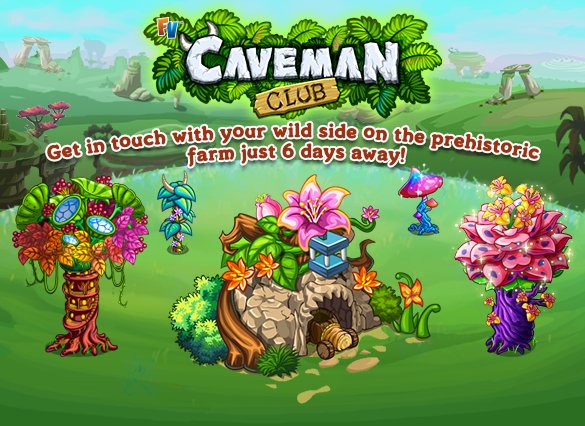 FV
CAVEMAN
CLUB
Get in touch with your wild side on the prehistoric
farm just 6 days away!